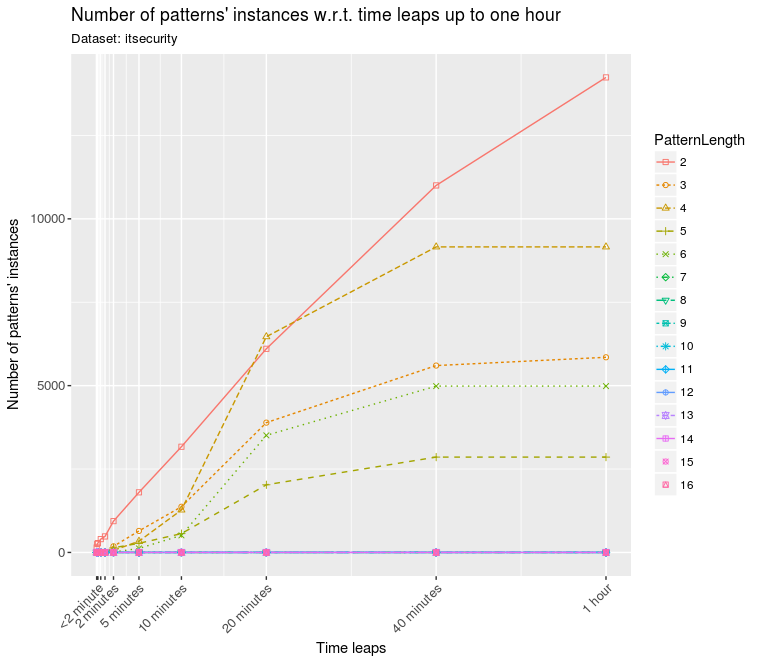 Number of patterns' instances w.r.t. time leaps up to one hour
Dataset: itsecurity
Number of patterns' instances
10000
5000
0
<2 minute
2 minutes
5 minutes
10 minutes
20 minutes
40 minutes
1 hour
Time leaps
PatternLength
2
3
4
5
6
7
8
9
10
11
12
13
14
15
16